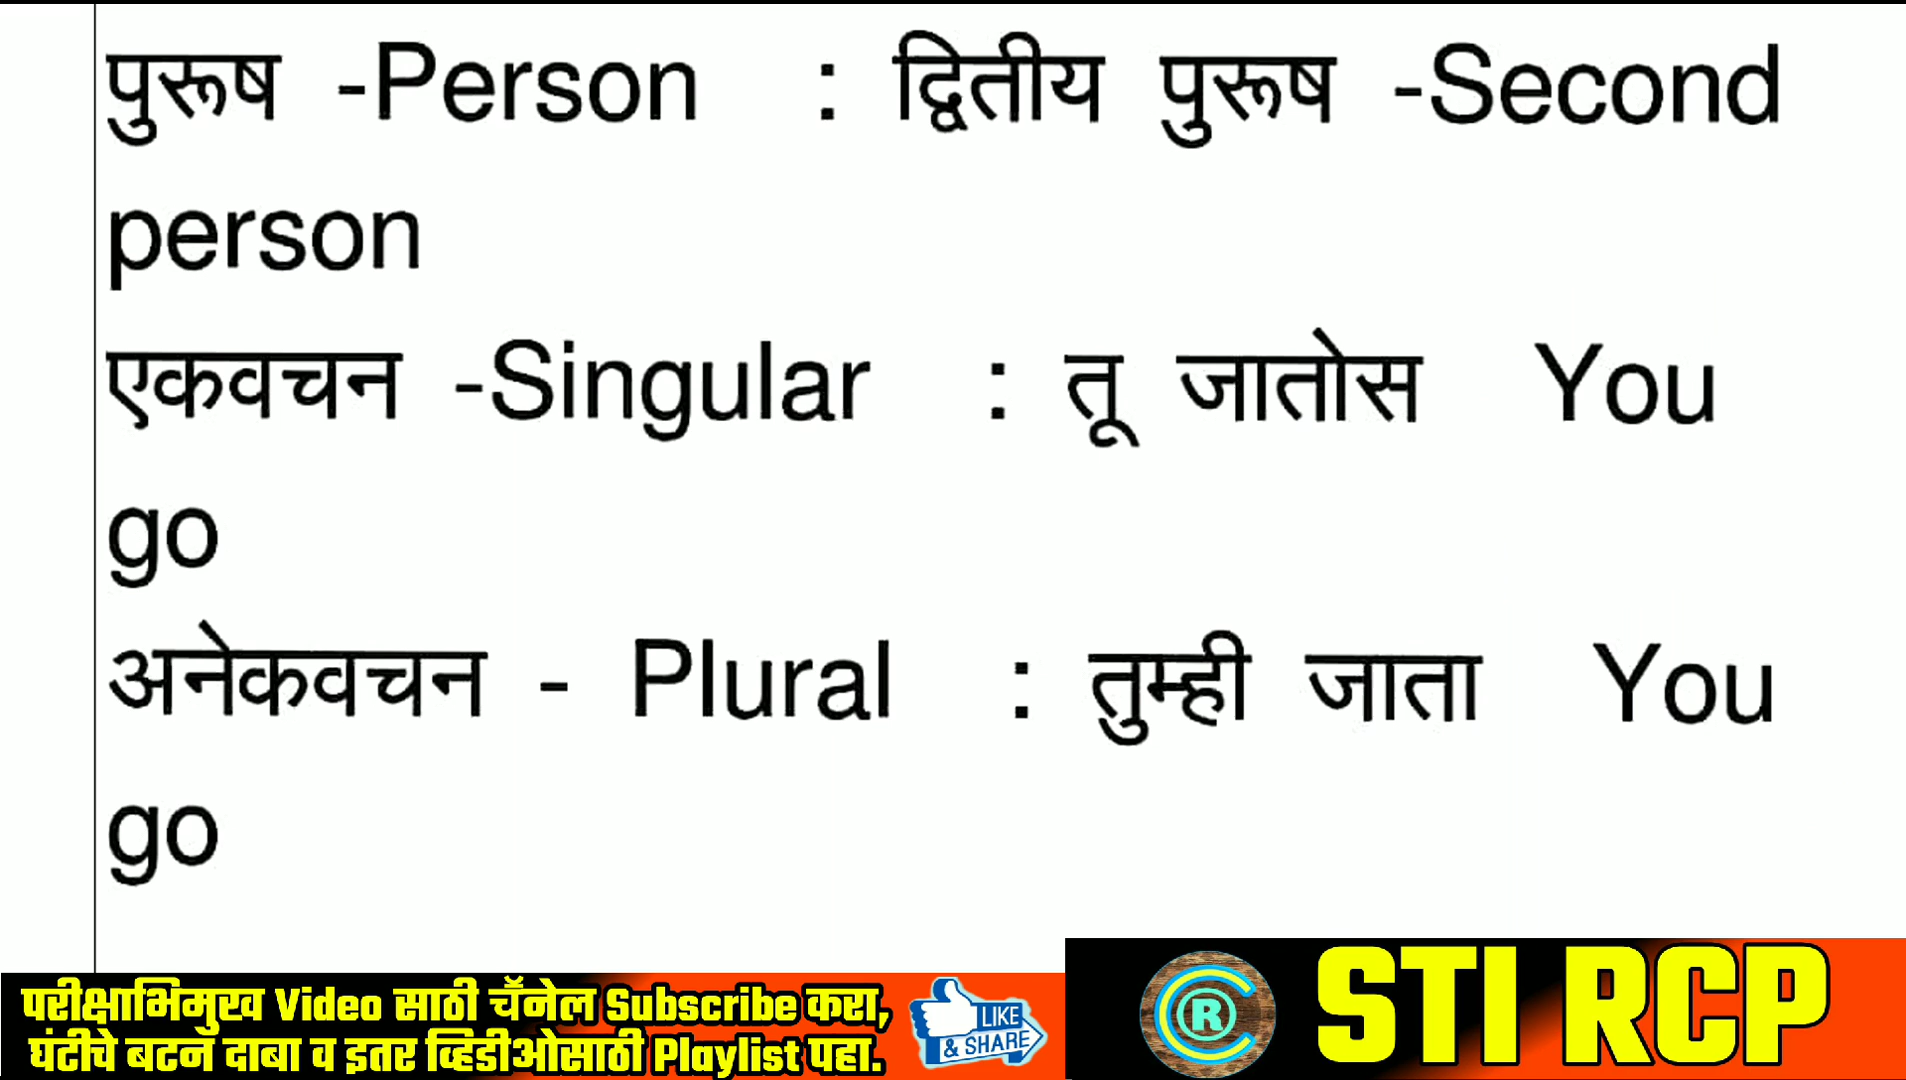 पुरूष -Person : द्वितीय पुरूष -Second
person
एकवचन -Singular : तू जातोस You
go
अनेकवचन - Plural : तुम्ही जाता You
go
परीक्षाभिमुख Video साठी चॅनेल Subscribe करा,
घंटीचे बटन दाबा व इतर व्हिडीओसाठी Playlist पहा.
LIKE
& SHARE
C
R
STI RCP